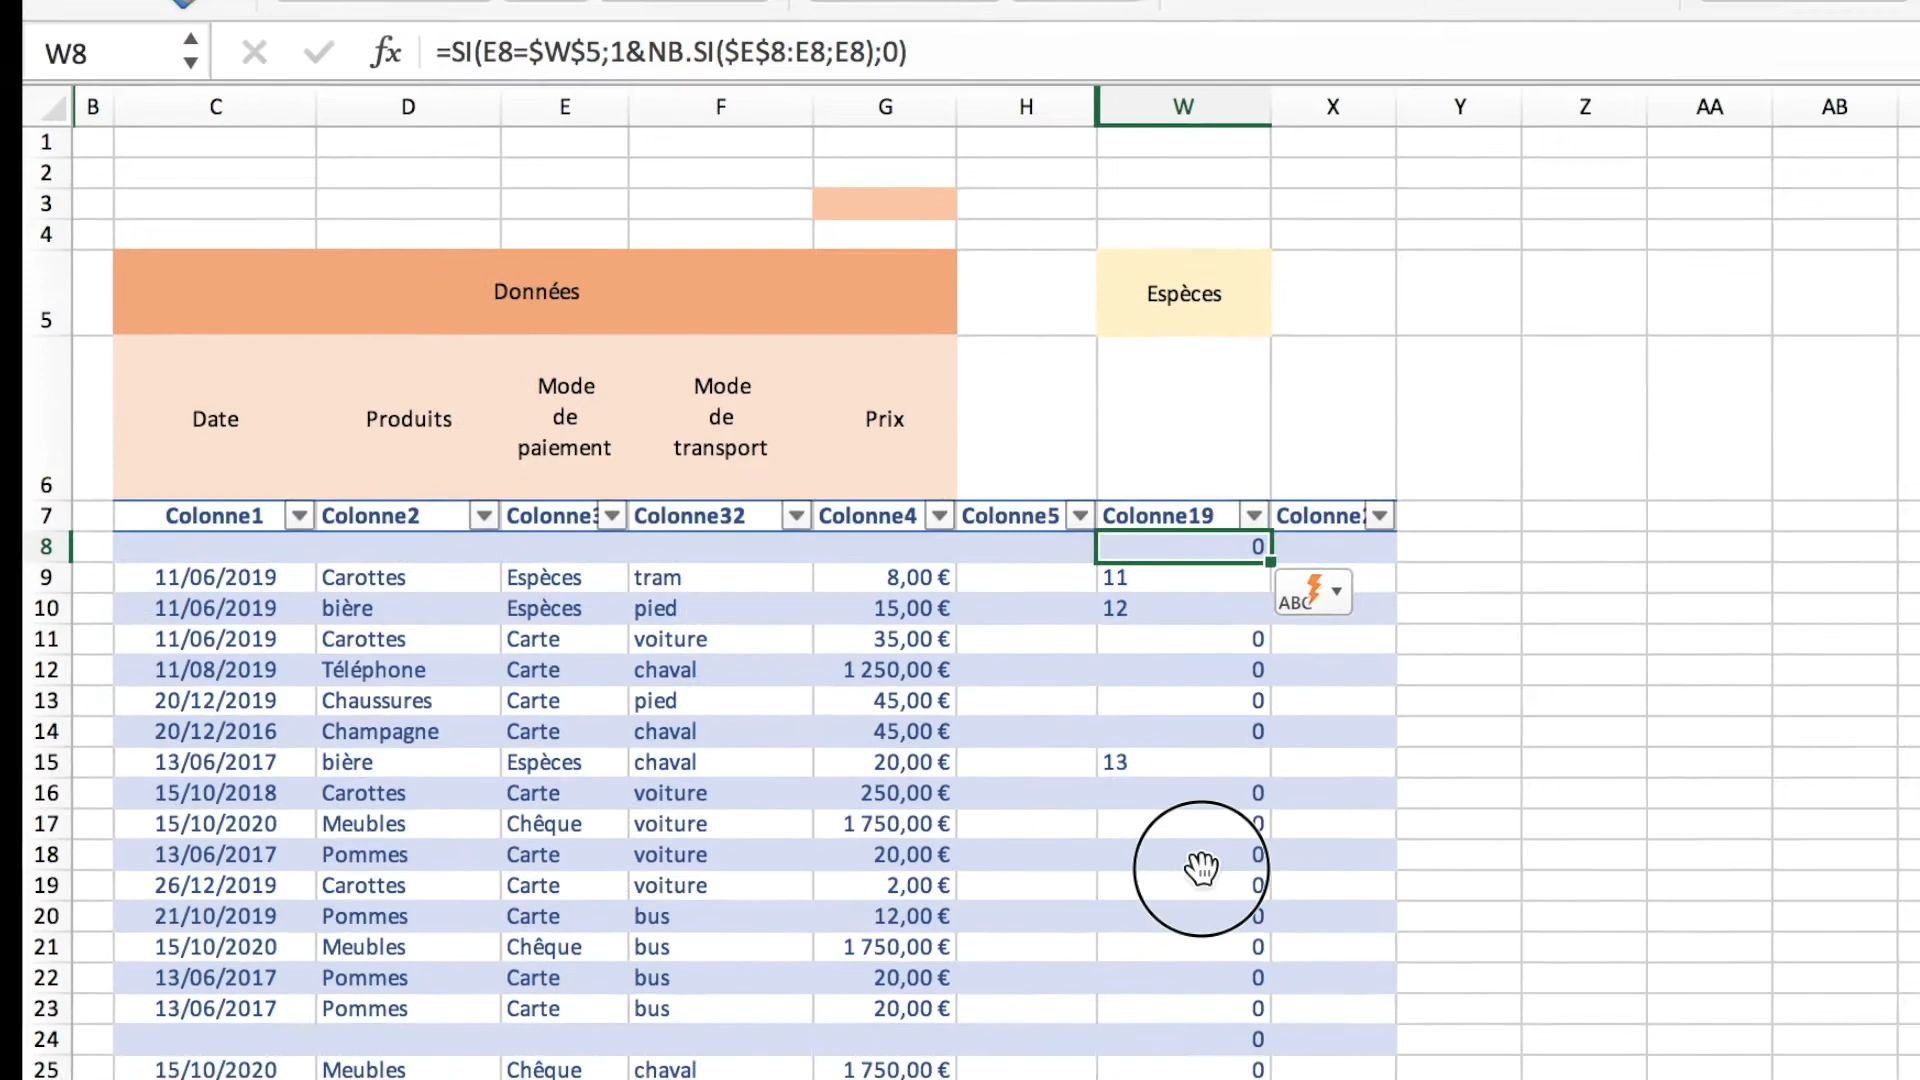 W8 fx =SI(E8=$W$5;1&NB.SI($E$8:E8;E8);0)
B C D E F G H W X Y Z AA AB
1
2
3
4
Données Espèces
5
Date Produits Mode de paiement Mode de transport Prix
6
7 Colonne1 Colonne2 Colonne3 Colonne32 Colonne4 Colonne5 Colonne19 Colonne2
8 0
9 11/06/2019 Carottes Espèces tram 8,00 € 11
ABC
10 11/06/2019 bière Espèces pied 15,00 € 12
11 11/06/2019 Carottes Carte voiture 35,00 € 0
12 11/08/2019 Téléphone Carte chaval 1 250,00 € 0
13 20/12/2019 Chaussures Carte pied 45,00 € 0
14 20/12/2016 Champagne Carte chaval 45,00 € 0
15 13/06/2017 bière Espèces chaval 20,00 € 13
16 15/10/2018 Carottes Carte voiture 250,00 € 0
17 15/10/2020 Meubles Chêque voiture 1 750,00 € 0
18 13/06/2017 Pommes Carte voiture 20,00 € 0
19 26/12/2019 Carottes Carte voiture 2,00 € 0
20 21/10/2019 Pommes Carte bus 12,00 € 0
21 15/10/2020 Meubles Chêque bus 1 750,00 € 0
22 13/06/2017 Pommes Carte bus 20,00 € 0
23 13/06/2017 Pommes Carte bus 20,00 € 0
24 0
25 15/10/2020 Meubles Chêque chaval 1 750,00 € 0